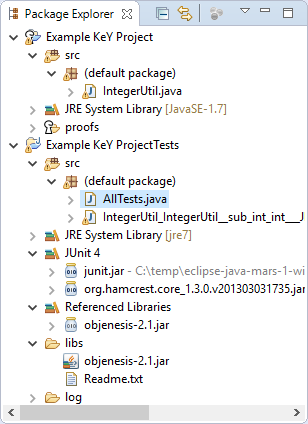 Package Explorer
Example KeY Project
src
(default package)
IntegerUtil.java
JRE System Library [JavaSE-1.7]
proofs
Example KeY ProjectTests
src
(default package)
AllTests.java
IntegerUtil_IntegerUtil__sub_int_int___J
JRE System Library [jre7]
JUnit 4
junit.jar - C:\temp\eclipse-java-mars-1-wi
org.hamcrest.core_1.3.0.v201303031735.jar
Referenced Libraries
objenesis-2.1.jar
libs
objenesis-2.1.jar
Readme.txt
log